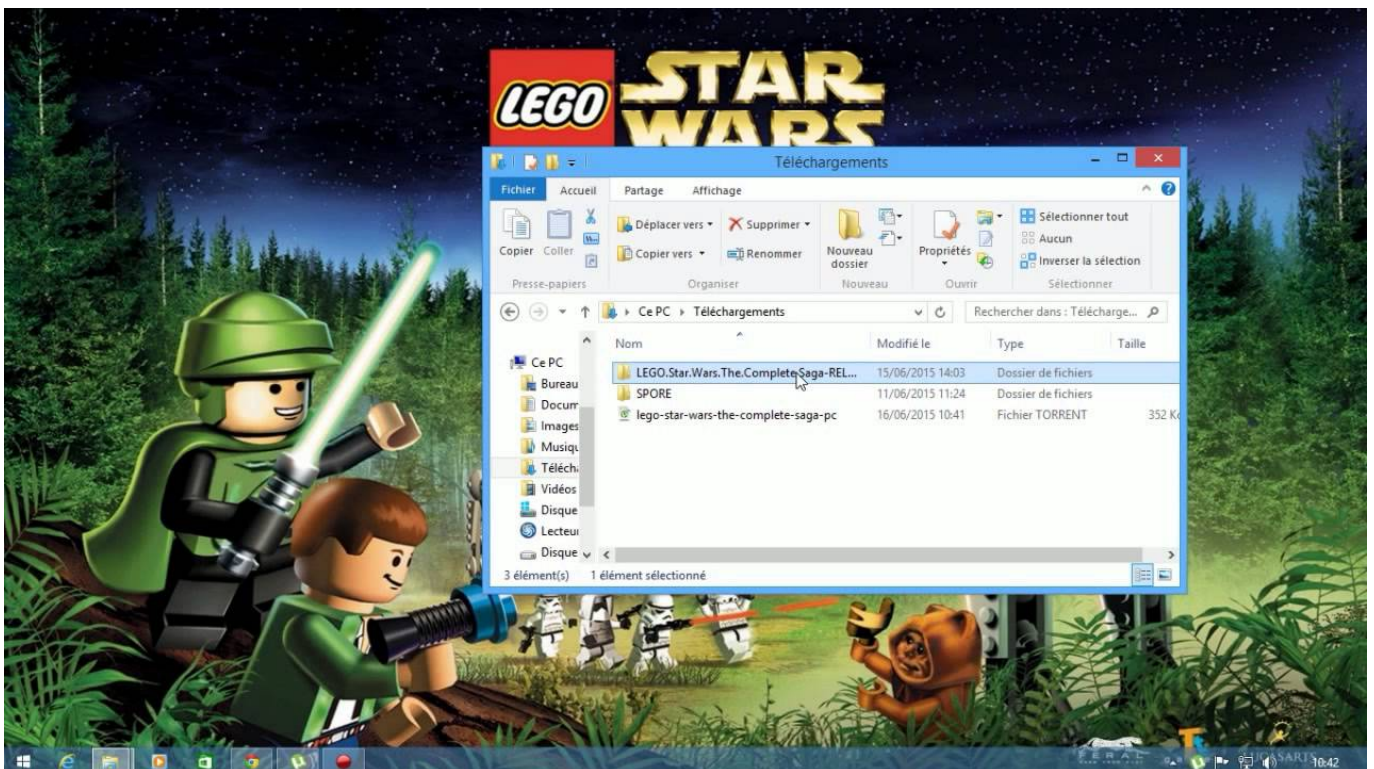 LEGO
STAR
WARS
Téléchargements
Fichier Accueil Partage Affichage
Copier Coller
Déplacer vers
Copier vers
Supprimer
Renommer
Nouveau
dossier
Propriétés
Sélectionner tout
Aucun
Inverser la sélection
Presse-papiers Organiser Nouveau Ouvrir Sélectionner
Ce PC Téléchargements
Rechercher dans : Télécharge...
Nom Modifié le Type Taille
LEGO.Star.Wars.The.Complete.Saga-REL... 15/06/2015 14:03 Dossier de fichiers
SPORE 11/06/2015 11:24 Dossier de fichiers
lego-star-wars-the-complete-saga-pc 16/06/2015 10:41 Fichier TORRENT 352 Ko
Ce PC
Bureau
Docum
Images
Musiqu
Télécha
Vidéos
Disque
Lecteur
Disque
3 élément(s) 1 élément sélectionné
FERAL
LUCASARTS
10:42